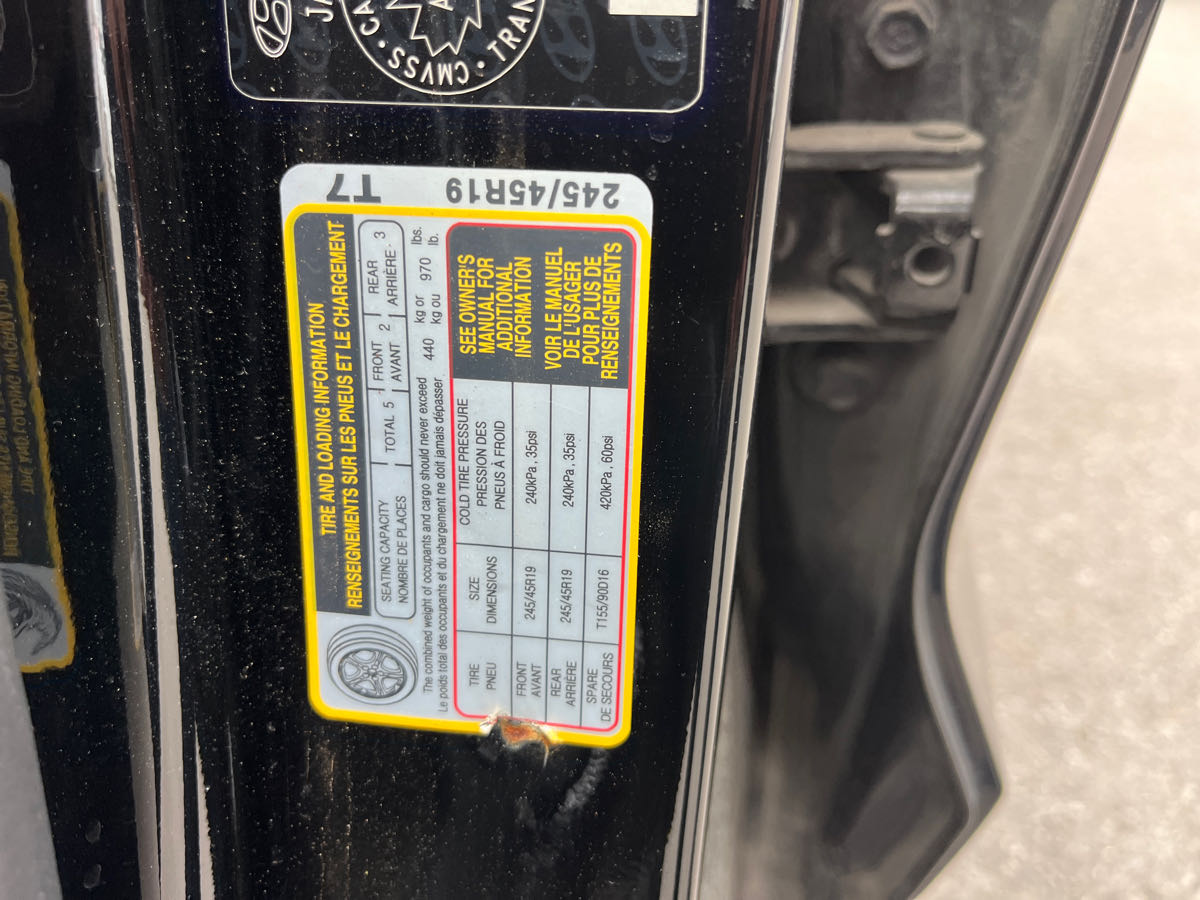 CMVSS
TRAN
T7
245/45R19
TIRE AND LOADING INFORMATION
RENSEIGNEMENTS SUR LES PNEUS ET LE CHARGEMENT
SEATING CAPACITY TOTAL 5 FRONT 2 REAR 3
NOMBRE DE PLACES AVANT ARRIÈRE
The combined weight of occupants and cargo should never exceed 440 kg or 970 lbs.
Le poids total des occupants et du chargement ne doit jamais dépasser kg ou lb.
TIRE SIZE COLD TIRE PRESSURE
PNEU DIMENSIONS PRESSION DES
PNEUS À FROID
FRONT 245/45R19 240kPa, 35psi
AVANT
REAR 245/45R19 240kPa, 35psi
ARRIÈRE
SPARE T155/90D16 420kPa, 60psi
DE SECOURS
SEE OWNER'S
MANUAL FOR
ADDITIONAL
INFORMATION
VOIR LE MANUEL
DE L'USAGER
POUR PLUS DE
RENSEIGNEMENTS